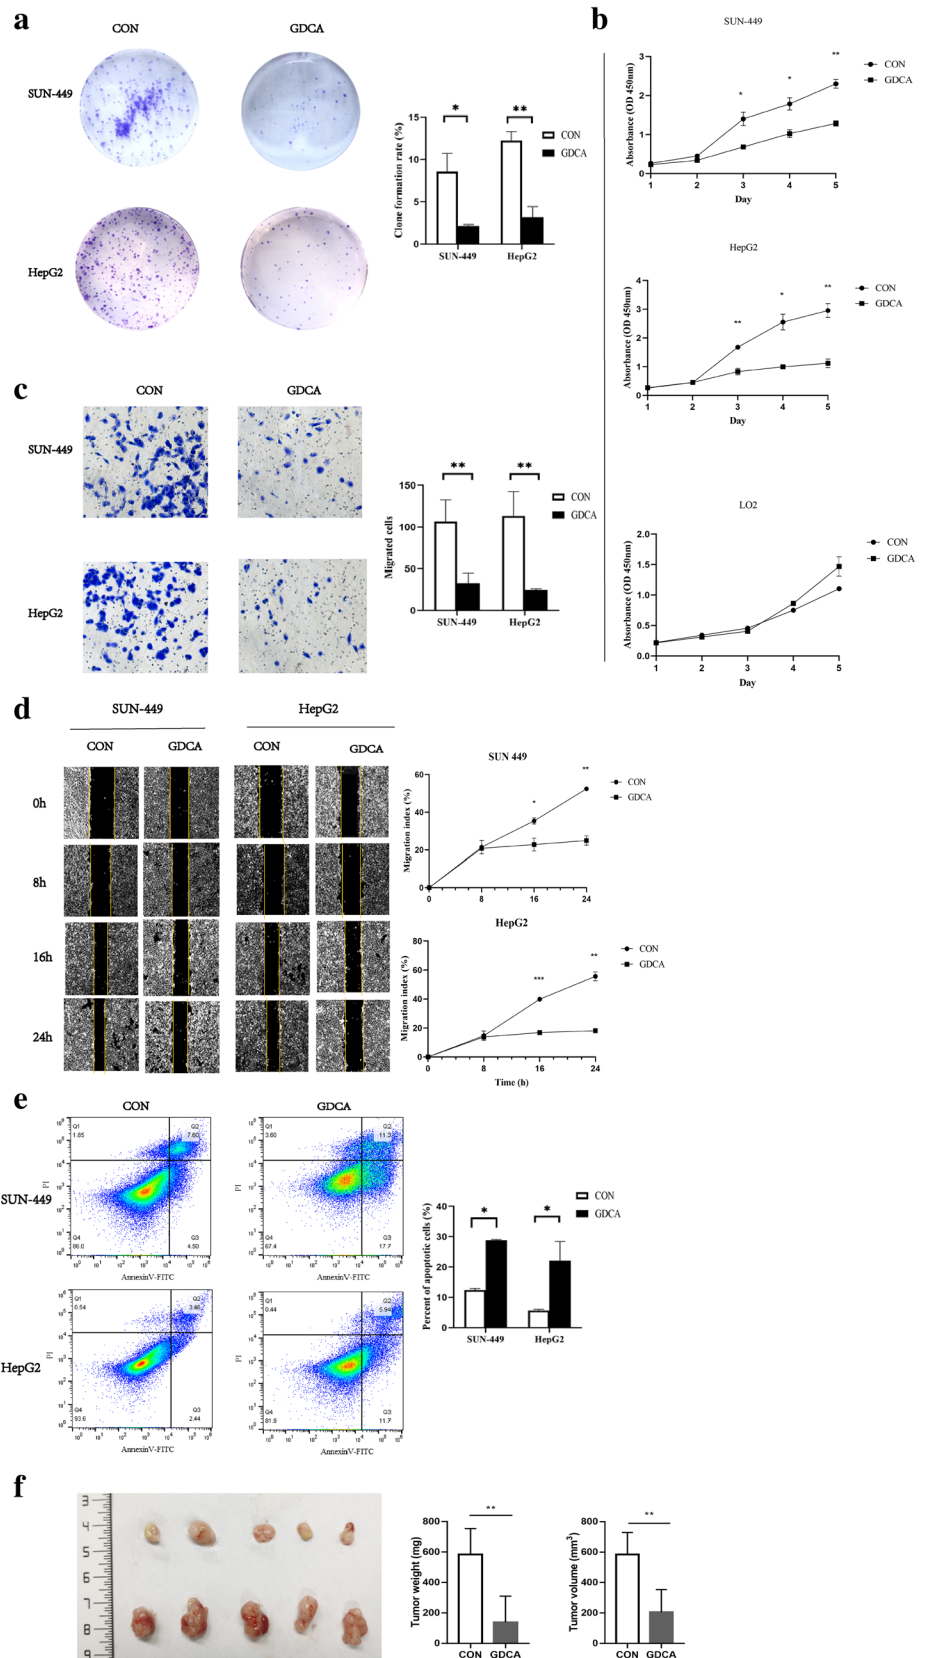 a
CON
GDCA
SUN-449
HepG2
15
10
5
0
Clone formation rate (%)
*
**
CON
GDCA
SUN-449
HepG2
b
SUN-449
3
2
1
0
Absorbance (OD 450nm)
*
*
**
CON
GDCA
1 2 3 4 5
Day
HepG2
4
3
2
1
0
Absorbance (OD 450nm)
**
*
**
CON
GDCA
1 2 3 4 5
Day
LO2
2.0
1.5
1.0
0.5
0.0
Absorbance (OD 450nm)
CON
GDCA
1 2 3 4 5
Day
c
CON
GDCA
SUN-449
HepG2
150
100
50
0
Migrated cells
**
**
CON
GDCA
SUN-449
HepG2
d
SUN-449
HepG2
CON
GDCA
CON
GDCA
0h
8h
16h
24h
SUN 449
60
40
20
0
Migration index (%)
*
**
CON
GDCA
0 8 16 24
HepG2
80
60
40
20
0
Migration index (%)
***
**
CON
GDCA
0 8 16 24
Time (h)
e
CON
GDCA
SUN-449
Q1
1.85
Q2
7.60
Q4
86.0
Q3
4.50
PI
AnnexinV-FITC
Q1
3.60
Q2
11.3
Q4
67.4
Q3
17.7
PI
AnnexinV-FITC
HepG2
Q1
0.54
Q2
3.46
Q4
93.6
Q3
2.44
PI
AnnexinV-FITC
Q1
0.44
Q2
5.94
Q4
81.9
Q3
11.7
PI
AnnexinV-FITC
40
30
20
10
0
Percent of apoptotic cells (%)
*
*
CON
GDCA
SUN-449
HepG2
f
3
4
5
6
7
8
9
800
600
400
200
0
Tumor weight (mg)
**
CON GDCA
800
600
400
200
0
Tumor volume (mm³)
**
CON GDCA